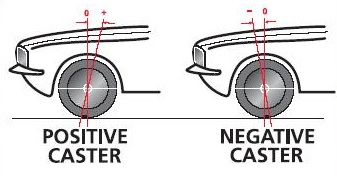 0 +
- 0
POSITIVE
CASTER
NEGATIVE
CASTER